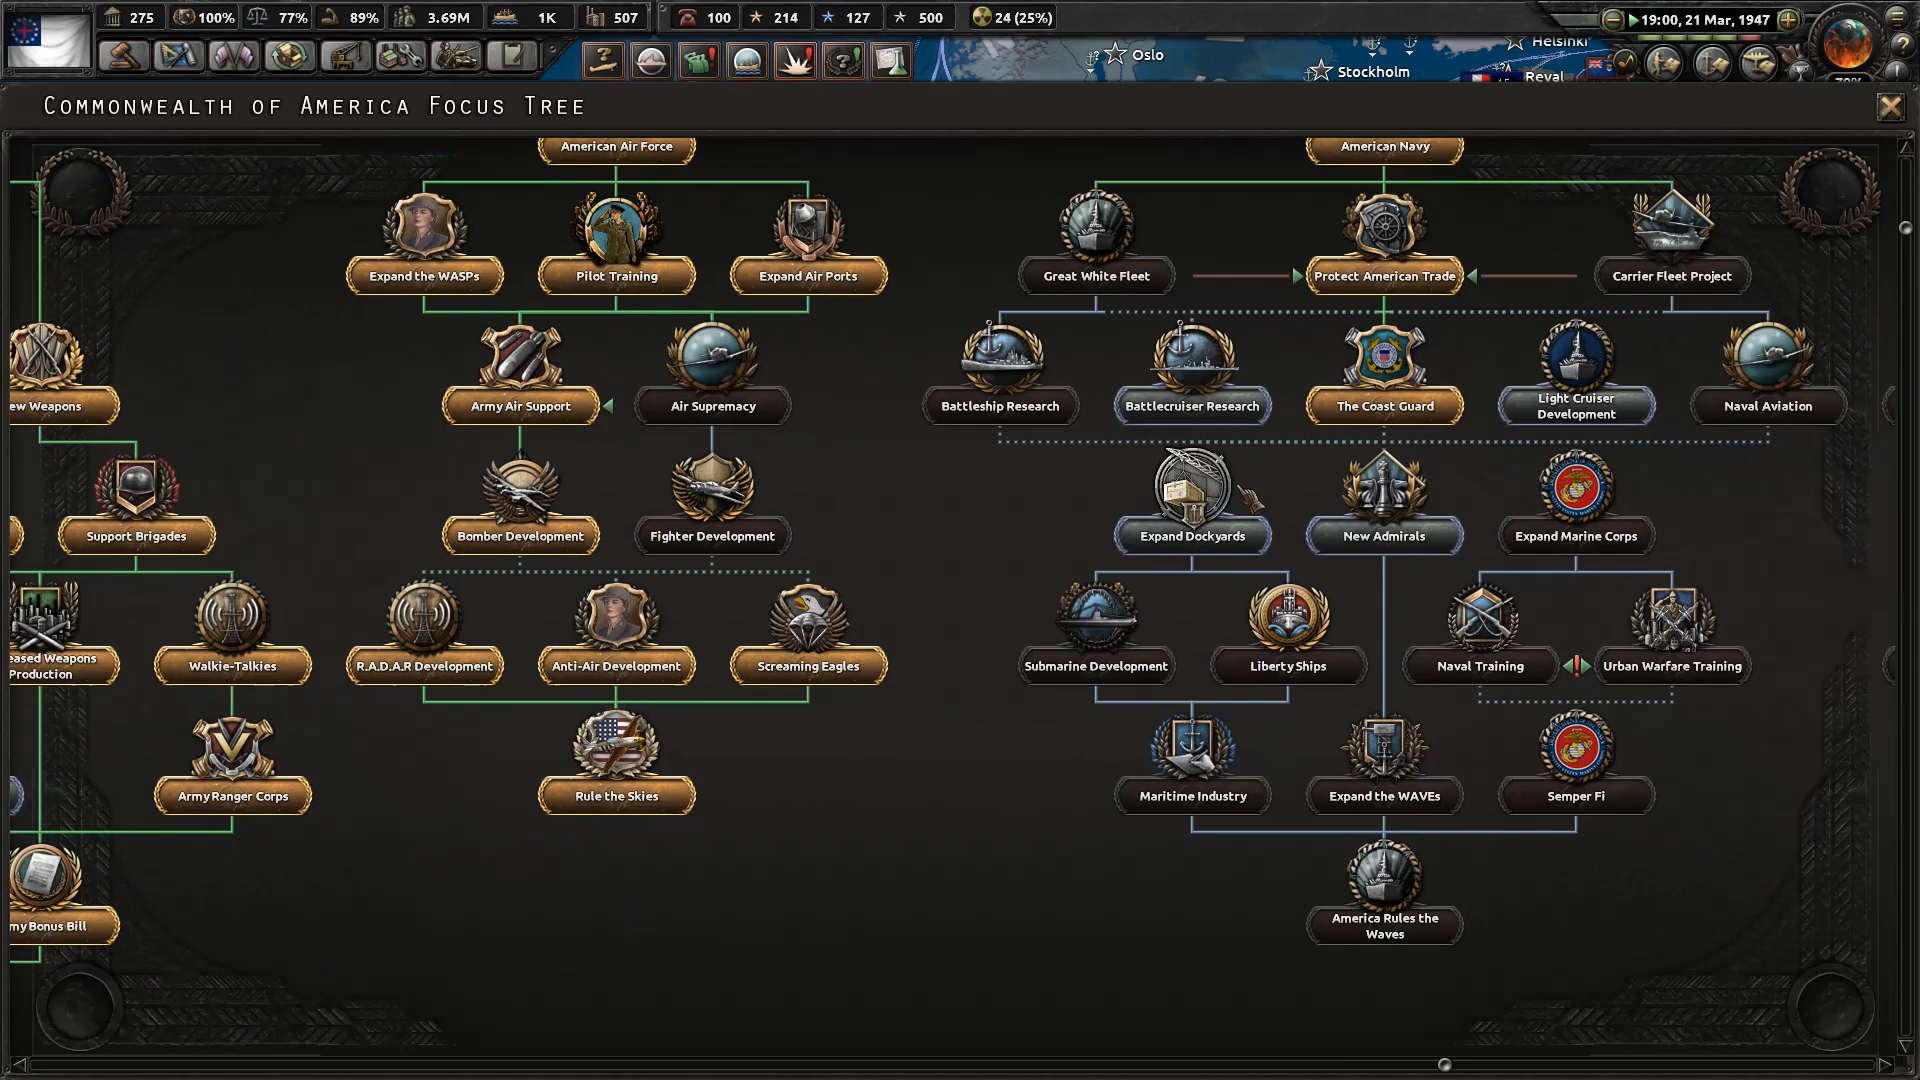 275
100%
77%
89%
3.69M
1K
507
100
214
127
500
24 (25%)
19:00, 21 Mar, 1947
Oslo
Stockholm
Helsinki
Reval
Commonwealth of America Focus Tree
American Air Force
American Navy
Expand the WASPs
Pilot Training
Expand Air Ports
Great White Fleet
Protect American Trade
Carrier Fleet Project
ew Weapons
Army Air Support
Air Supremacy
Battleship Research
Battlecruiser Research
The Coast Guard
Light Cruiser
Development
Naval Aviation
Support Brigades
Bomber Development
Fighter Development
Expand Dockyards
New Admirals
Expand Marine Corps
eased Weapons
Production
Walkie-Talkies
R.A.D.A.R Development
Anti-Air Development
Screaming Eagles
Submarine Development
Liberty Ships
Naval Training
Urban Warfare Training
Army Ranger Corps
Rule the Skies
Maritime Industry
Expand the WAVEs
Semper Fi
my Bonus Bill
America Rules the
Waves